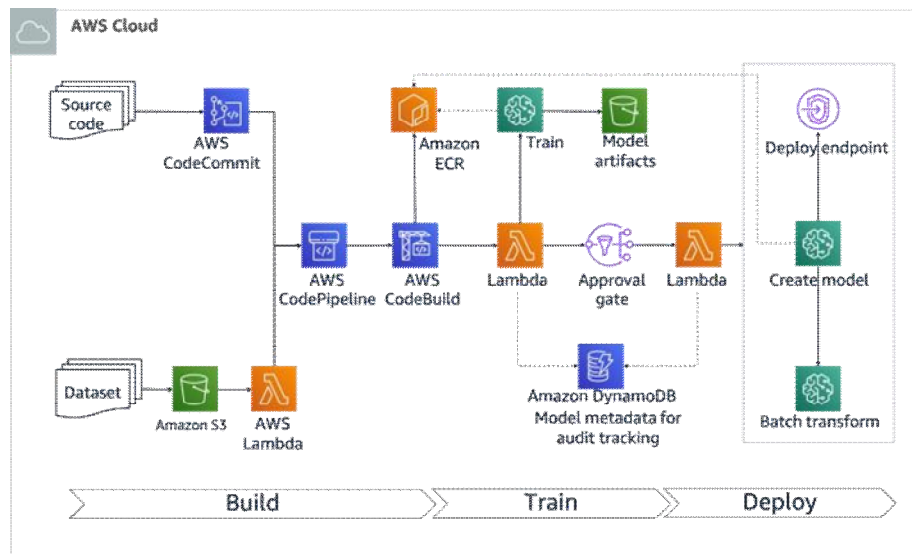 AWS Cloud
Source
code
AWS
CodeCommit
Amazon
ECR
Train
Model
artifacts
Deploy endpoint
AWS
CodePipeline
AWS
CodeBuild
Lambda
Approval
gate
Lambda
Create model
Dataset
Amazon S3
AWS
Lambda
Amazon DynamoDB
Model metadata for
audit tracking
Batch transform
Build
Train
Deploy